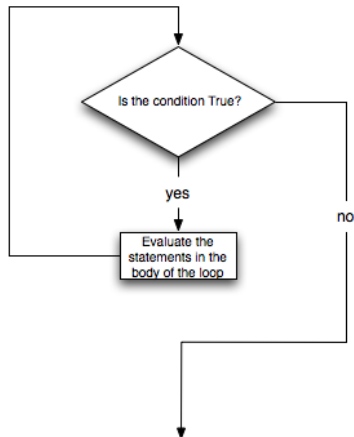 Is the condition True?
yes
no
Evaluate the
statements in the
body of the loop